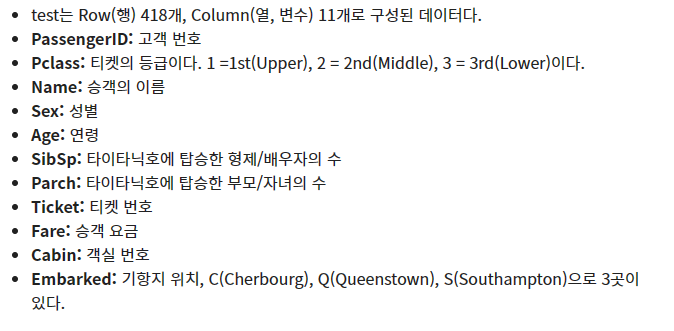 • test는 Row(행) 418개, Column(열, 변수) 11개로 구성된 데이터다.
• PassengerID: 고객 번호
• Pclass: 티켓의 등급이다. 1 =1st(Upper), 2 = 2nd(Middle), 3 = 3rd(Lower)이다.
• Name: 승객의 이름
• Sex: 성별
• Age: 연령
• SibSp: 타이타닉호에 탑승한 형제/배우자의 수
• Parch: 타이타닉호에 탑승한 부모/자녀의 수
• Ticket: 티켓 번호
• Fare: 승객 요금
• Cabin: 객실 번호
• Embarked: 기항지 위치, C(Cherbourg), Q(Queenstown), S(Southampton)으로 3곳이
있다.